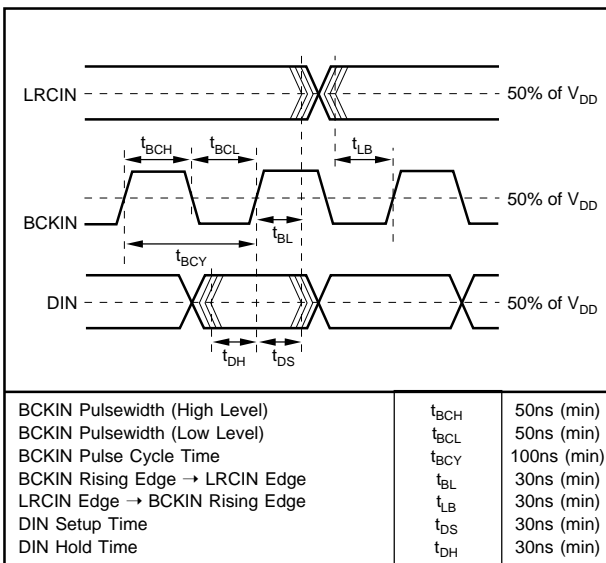 LRCIN
50% of VDD
tBCH
tBCL
tLB
BCKIN
50% of VDD
tBL
tBCY
DIN
50% of VDD
tDH
tDS
BCKIN Pulsewidth (High Level) tBCH 50ns (min)
BCKIN Pulsewidth (Low Level) tBCL 50ns (min)
BCKIN Pulse Cycle Time tBCY 100ns (min)
BCKIN Rising Edge → LRCIN Edge tBL 30ns (min)
LRCIN Edge → BCKIN Rising Edge tLB 30ns (min)
DIN Setup Time tDS 30ns (min)
DIN Hold Time tDH 30ns (min)